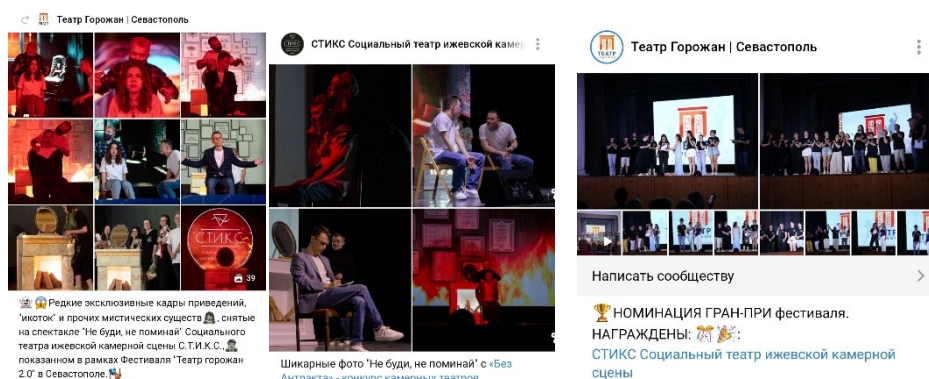 Театр Горожан | Севастополь
С.Т.И.К.С.
39
👻 😱Редкие эксклюзивные кадры приведений,
"икоток" и прочих мистических существ🧟, снятые
на спектакле "Не буди, не поминай" Социального
театра ижевской камерной сцены С.Т.И.К.С.,🧟
показанном в рамках Фестиваля "Театр горожан
2.0" в Севастополе.
СТИКС Социальный театр ижевской камер
Шикарные фото "Не буди, не поминай" с «Без
Антракта» - конкурс камерных театров
ТЕАТР
Театр Горожан | Севастополь
Написать сообществу
🏆НОМИНАЦИЯ ГРАН-ПРИ фестиваля.
НАГРАЖДЕНЫ: 🎊 🎉:
СТИКС Социальный театр ижевской камерной
сцены